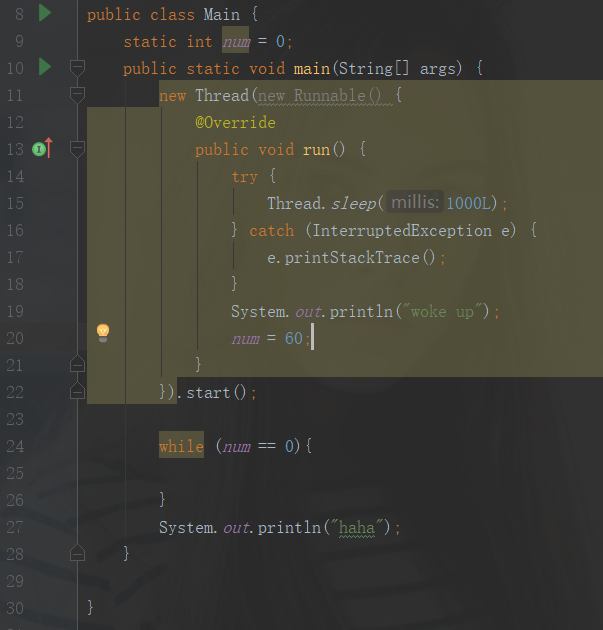 8 public class Main {
9 static int num = 0;
10 public static void main(String[] args) {
11 new Thread(new Runnable() {
12 @Override
13 public void run() {
14 try {
15 Thread.sleep( millis: 1000L);
16 } catch (InterruptedException e) {
17 e.printStackTrace();
18 }
19 System.out.println("woke up");
20 num = 60;
21 }
22 }).start();
23
24 while (num == 0){
25
26 }
27 System.out.println("haha");
28 }
29
30 }